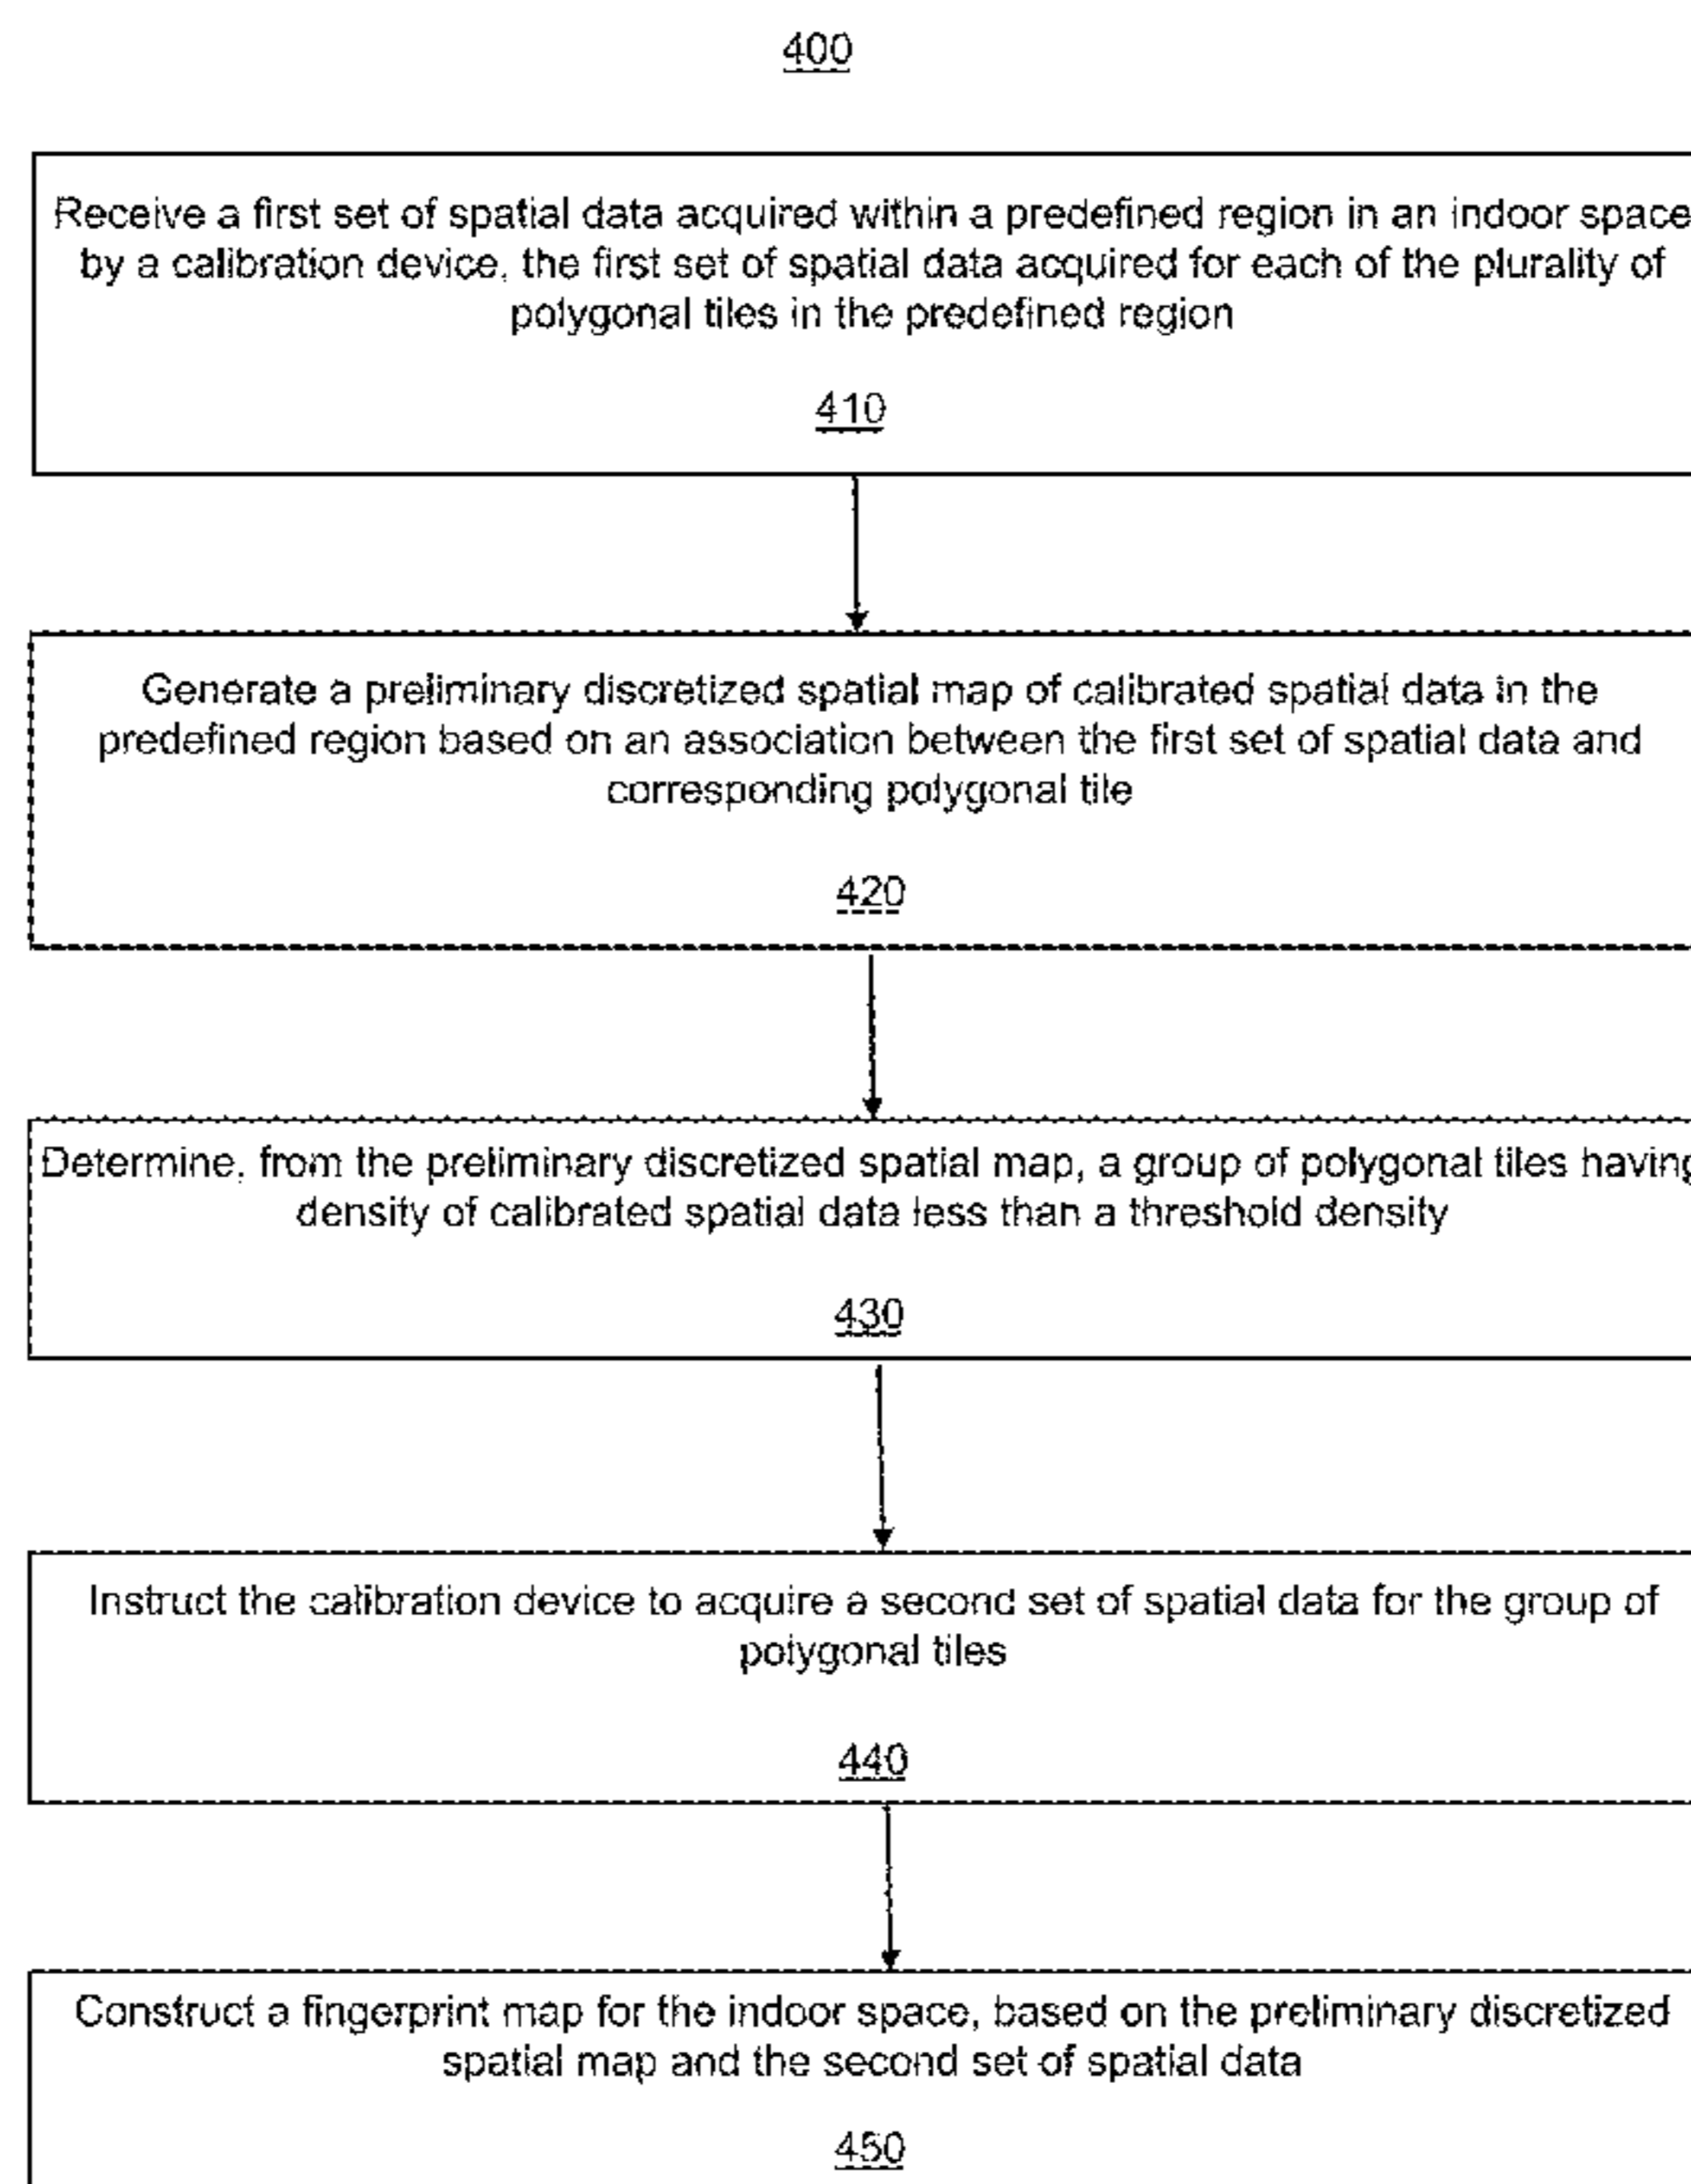 400
Receive a first set of spatial data acquired within a predefined region in an indoor space
by a calibration device, the first set of spatial data acquired for each of the plurality of
polygonal tiles in the predefined region
410
Generate a preliminary discretized spatial map of calibrated spatial data in the
predefined region based on an association between the first set of spatial data and
corresponding polygonal tile
420
Determine, from the preliminary discretized spatial map, a group of polygonal tiles having
density of calibrated spatial data less than a threshold density
430
Instruct the calibration device to acquire a second set of spatial data for the group of
polygonal tiles
440
Construct a fingerprint map for the indoor space, based on the preliminary discretized
spatial map and the second set of spatial data
450